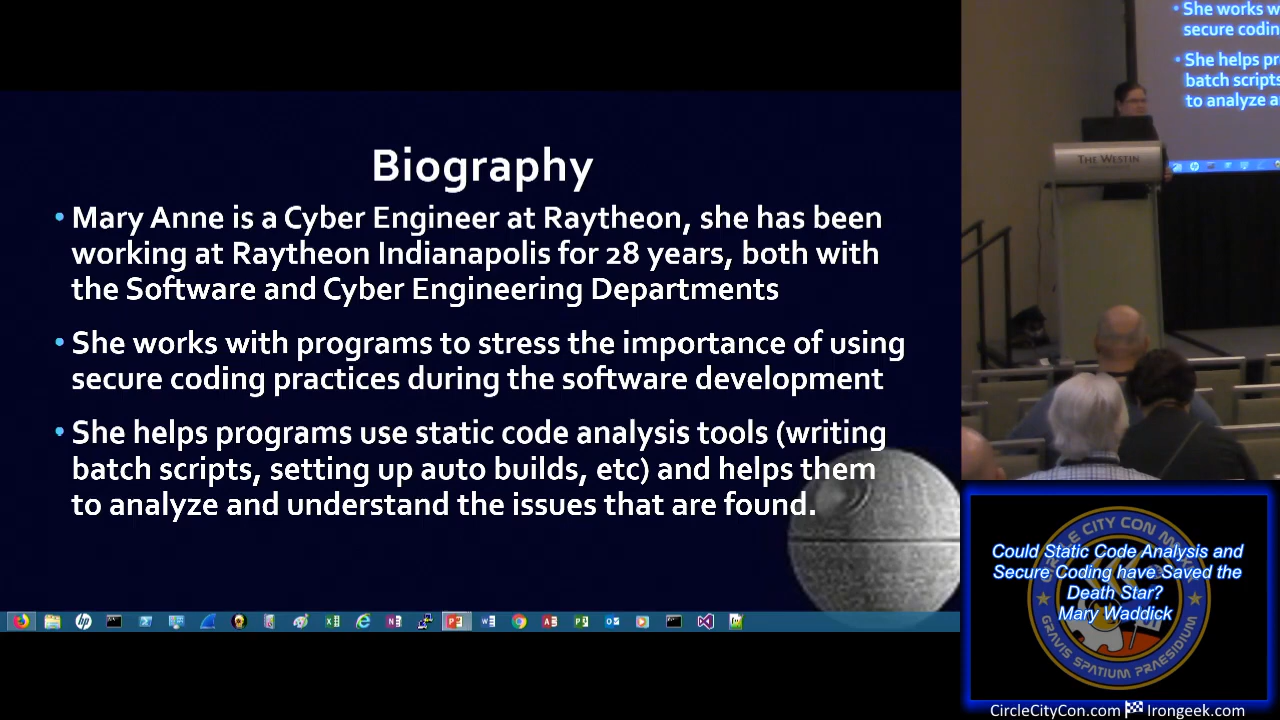 Biography
• Mary Anne is a Cyber Engineer at Raytheon, she has been
working at Raytheon Indianapolis for 28 years, both with
the Software and Cyber Engineering Departments
• She works with programs to stress the importance of using
secure coding practices during the software development
• She helps programs use static code analysis tools (writing
batch scripts, setting up auto builds, etc) and helps them
to analyze and understand the issues that are found.
• She works w
secure codin
• She helps pr
batch scripts
to analyze a
THE WESTIN
CIRCLE CITY CON
Could Static Code Analysis and
Secure Coding have Saved the
Death Star?
Mary Waddick
GRAVIS SPATIUM PRAESIDIUM
CircleCityCon.com Irongeek.com